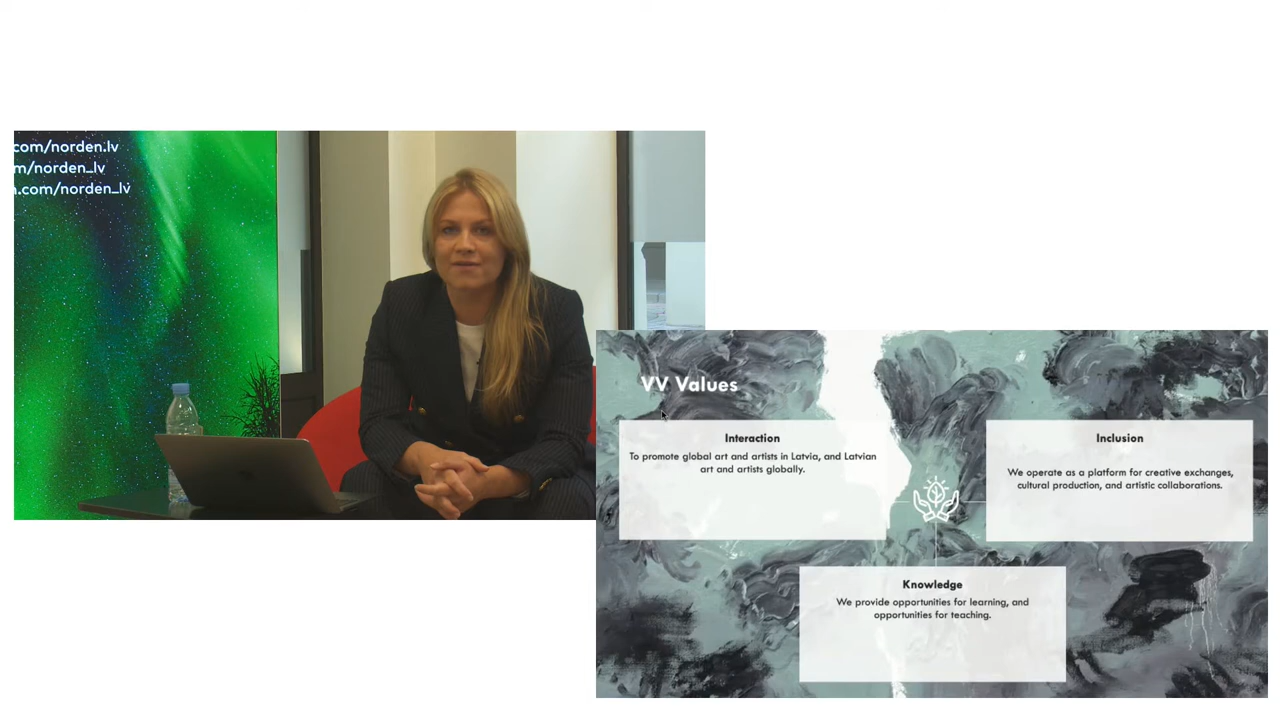 com/norden.lv
m/norden_lv
n.com/norden_lv
VV Values
Interaction
To promote global art and artists in Latvia, and Latvian
art and artists globally.
Inclusion
We operate as a platform for creative exchanges,
cultural production, and artistic collaborations.
Knowledge
We provide opportunities for learning, and
opportunities for teaching.